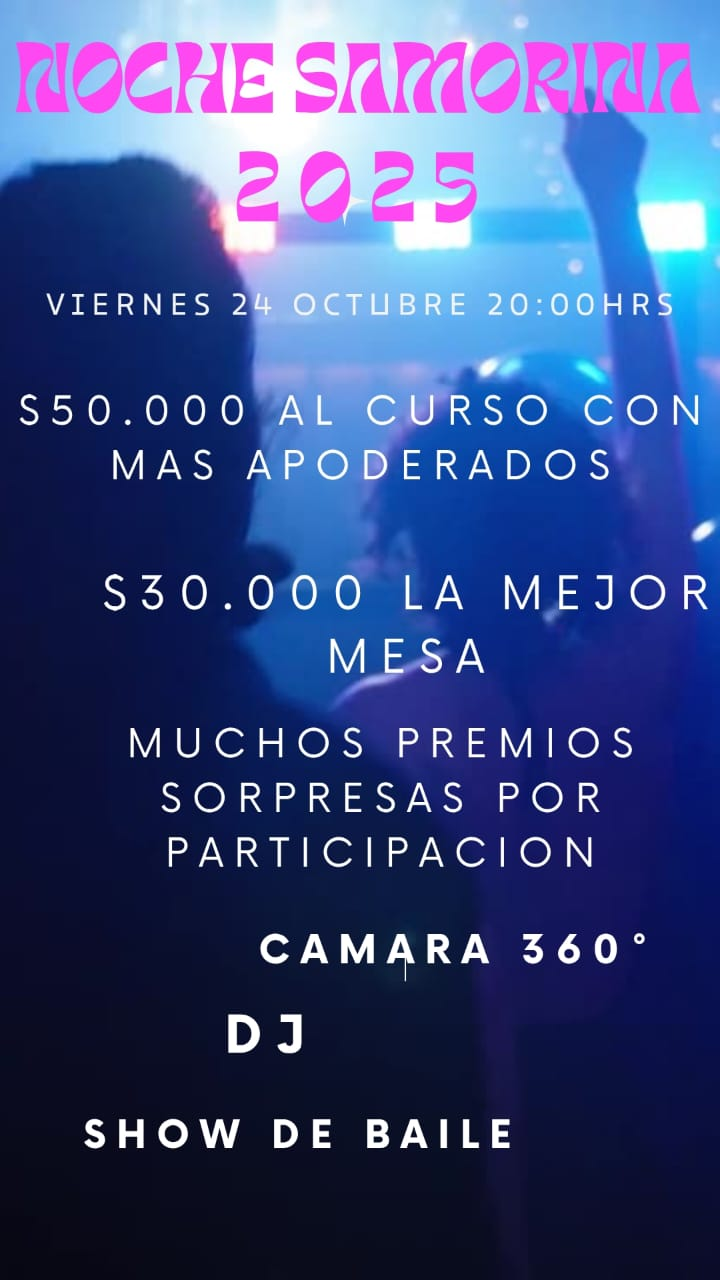 NOCHE SAMORINA
2025
VIERNES 24 OCTUBRE 20:00HRS
$50.000 AL CURSO CON
MAS APODERADOS
$30.000 LA MEJOR
MESA
MUCHOS PREMIOS
SORPRESAS POR
PARTICIPACION
CAMARA 360°
DJ
SHOW DE BAILE